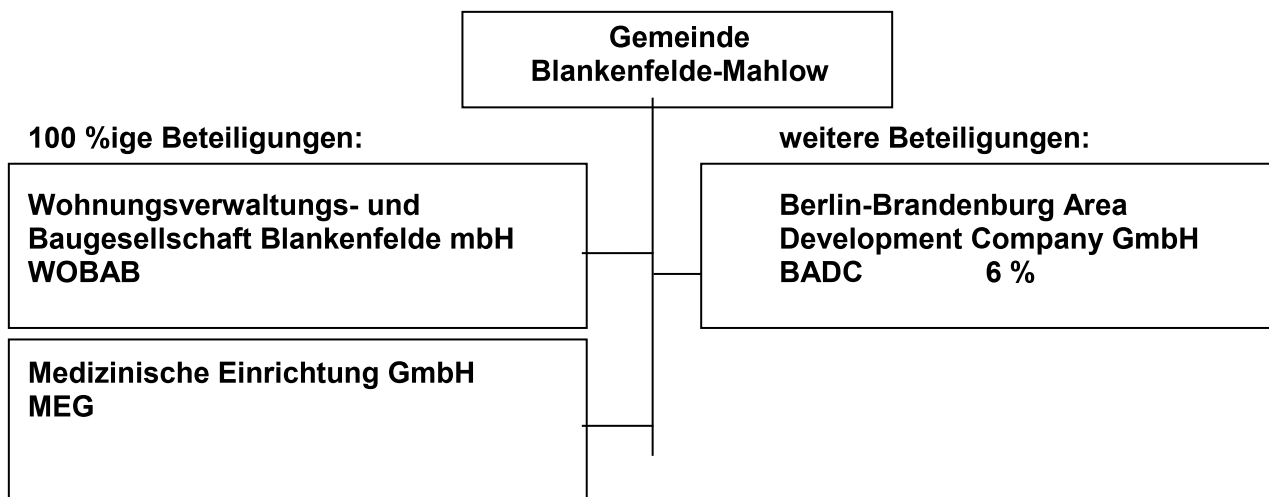 Gemeinde
Blankenfelde-Mahlow
100 %ige Beteiligungen:
Wohnungsverwaltungs- und
Baugesellschaft Blankenfelde mbH
WOBAB
Medizinische Einrichtung GmbH
MEG
weitere Beteiligungen:
Berlin-Brandenburg Area
Development Company GmbH
BADC 6 %